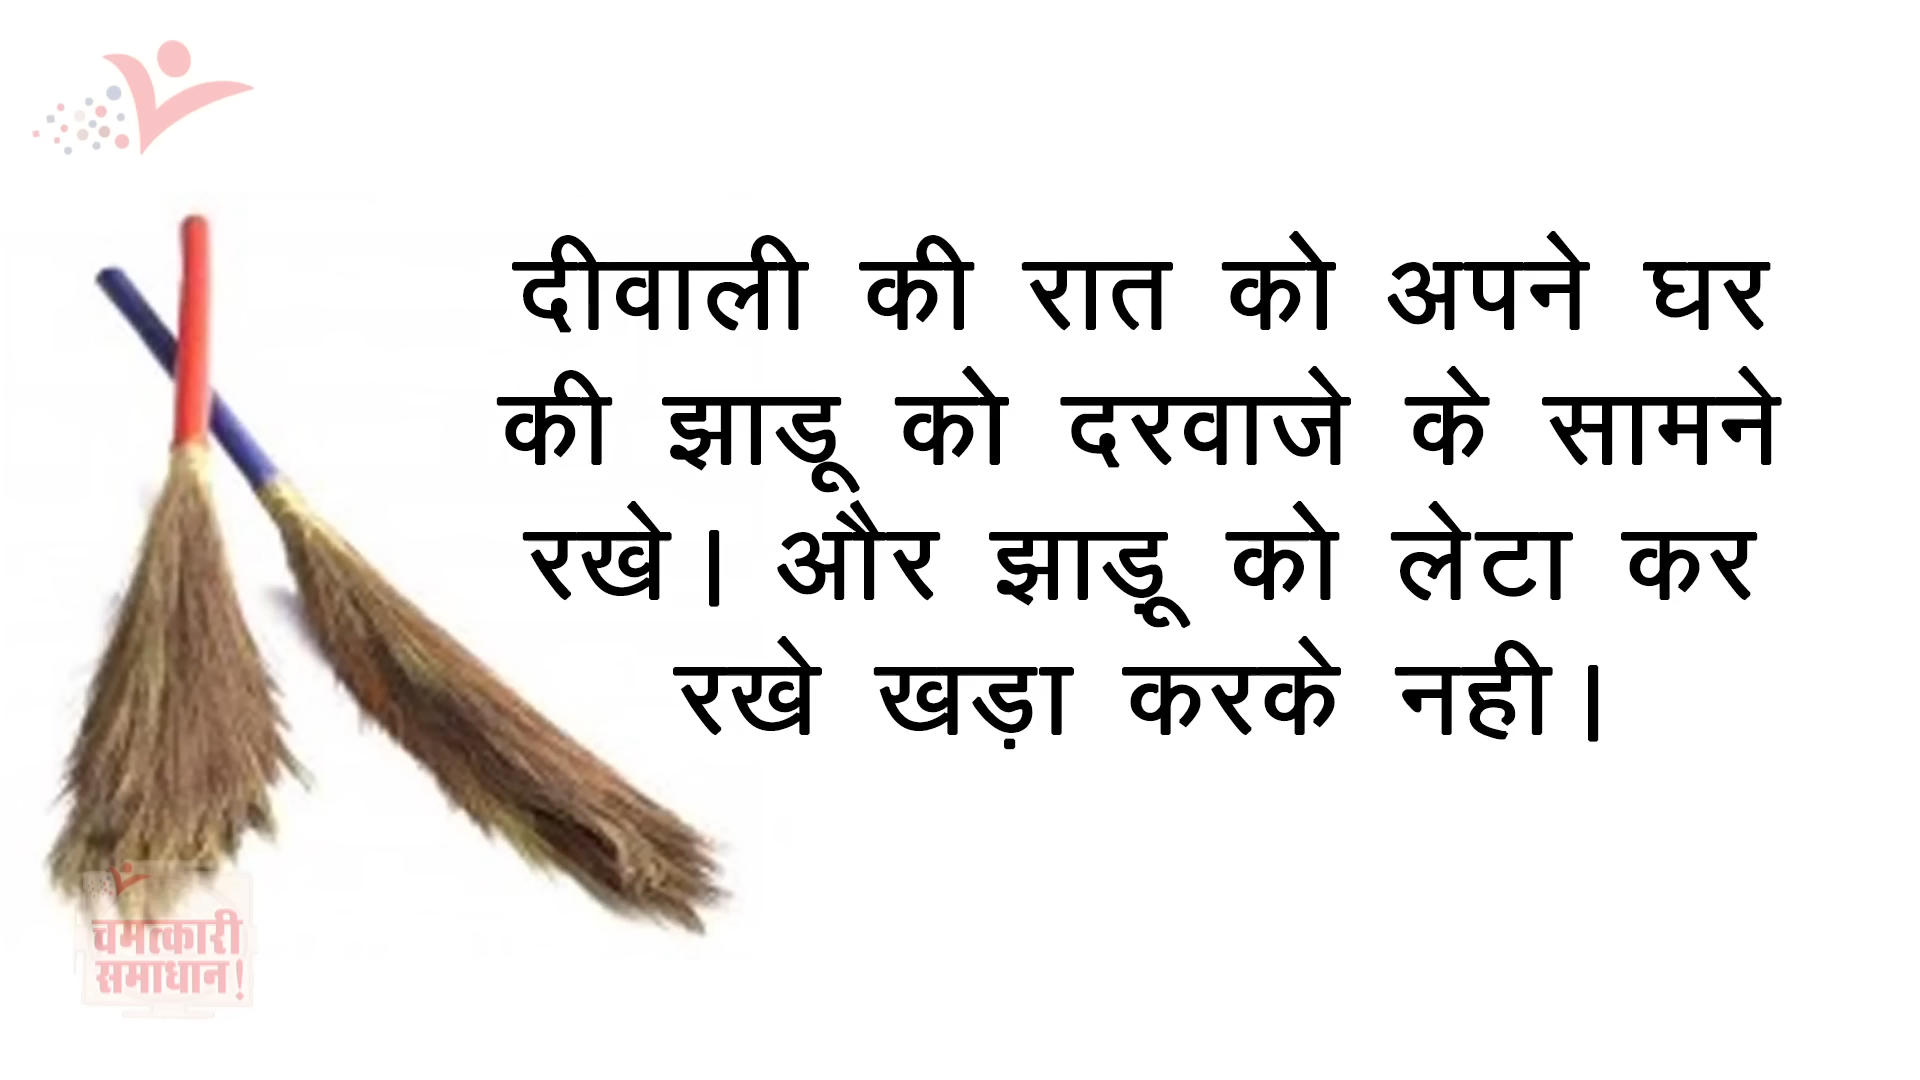 दीवाली की रात को अपने घर
की झाडू को दरवाजे के सामने
रखे। और झाडू को लेटा कर
रखे खड़ा करके नही।
चमत्कारी
समाधान!